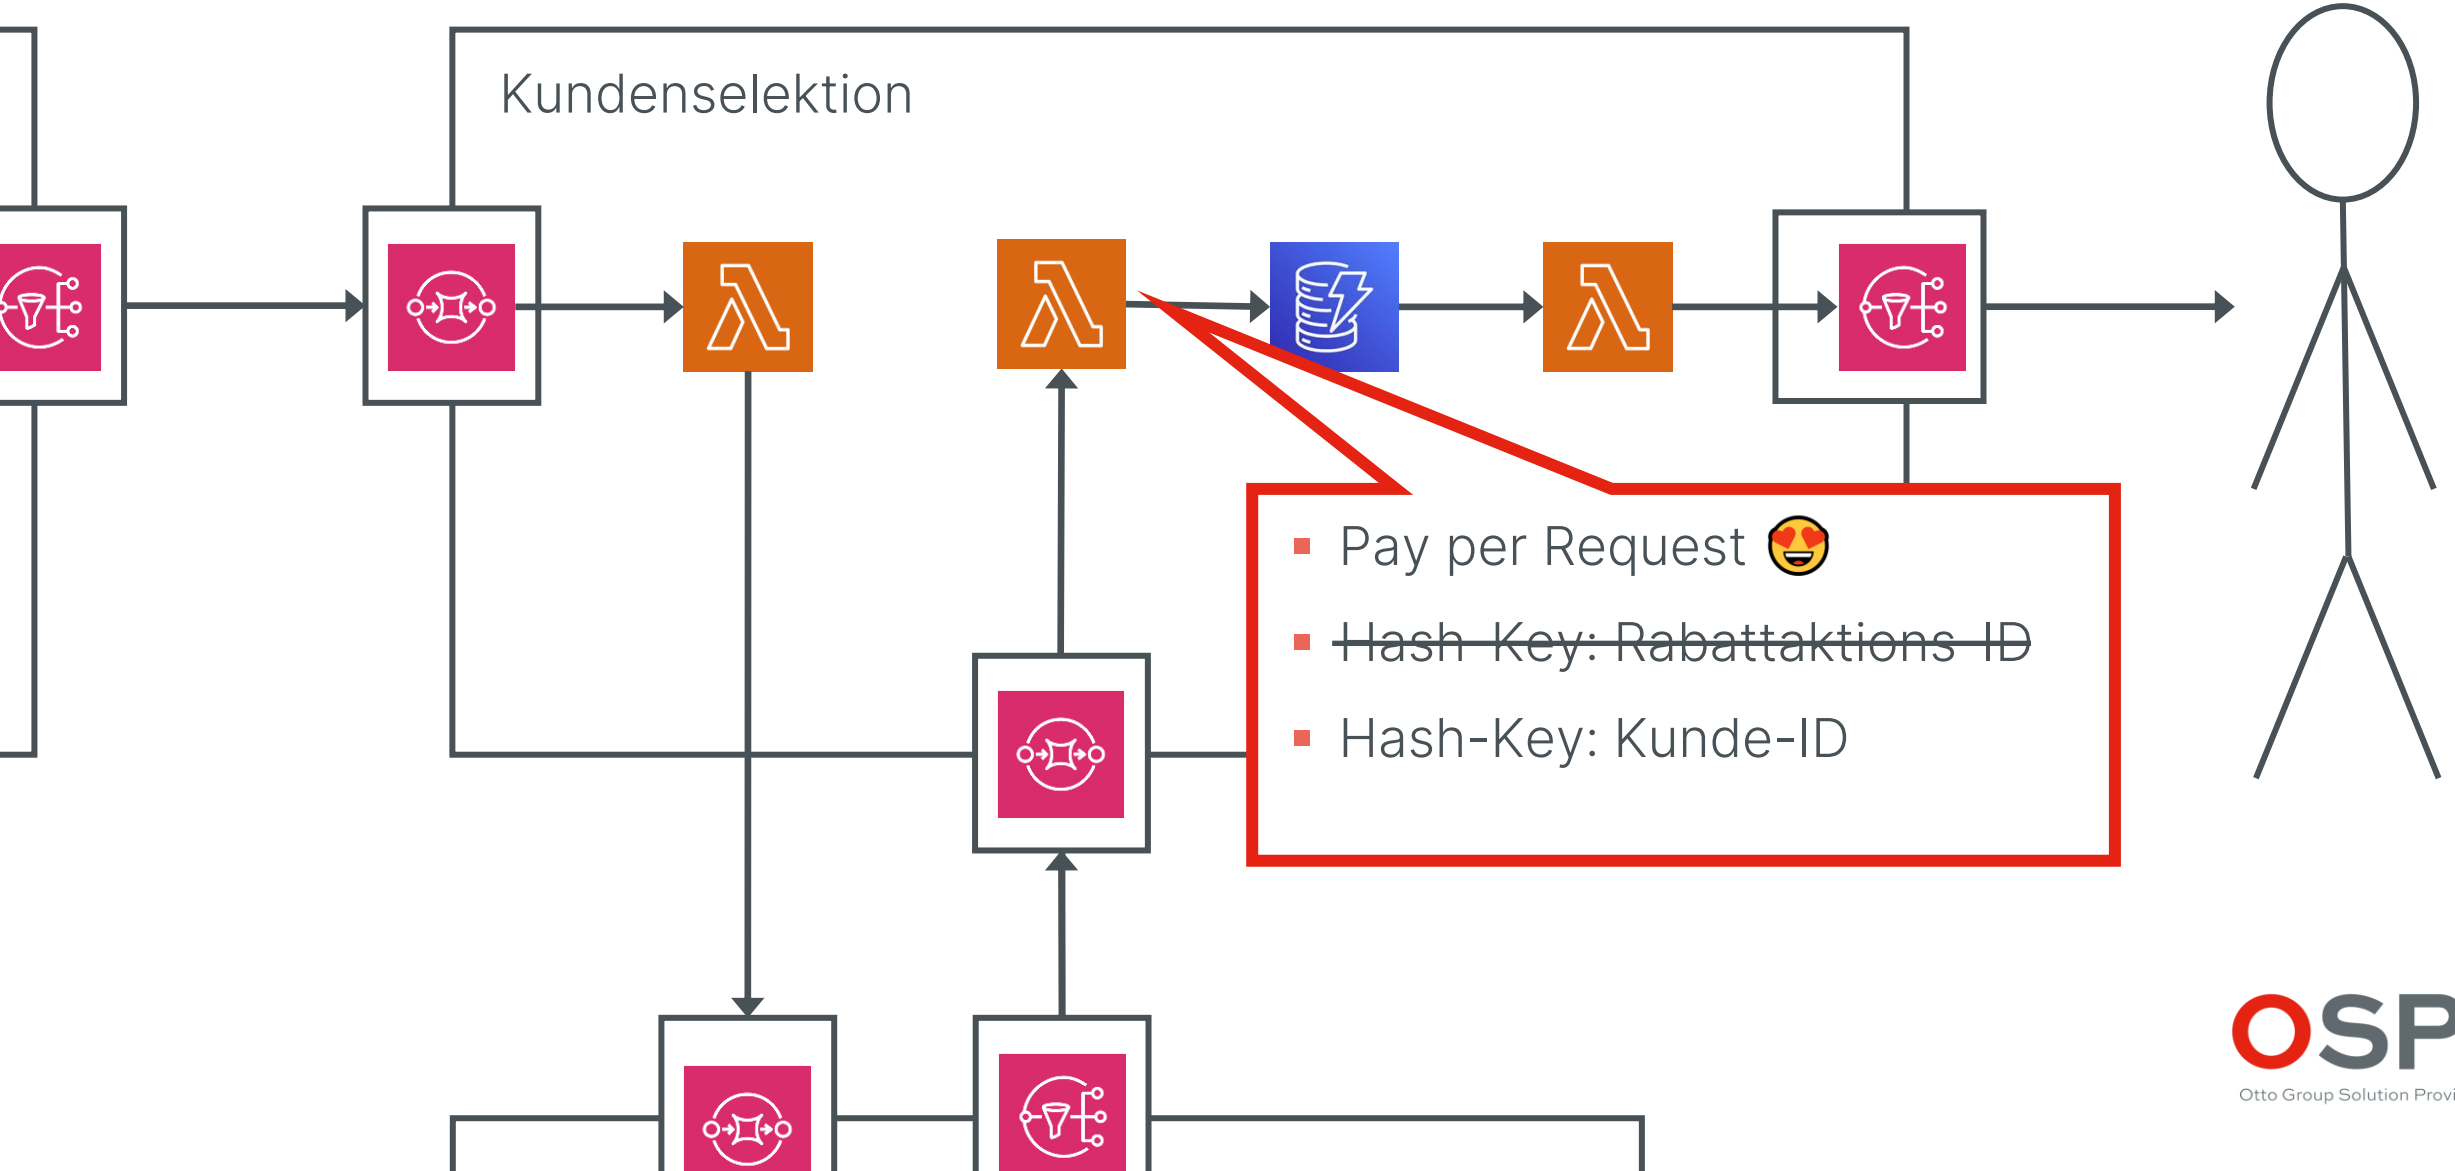 Kundenselektion
Pay per Request 😍
Hash-Key: Rabattaktions-ID
Hash-Key: Kunde-ID
OSP
Otto Group Solution Provi